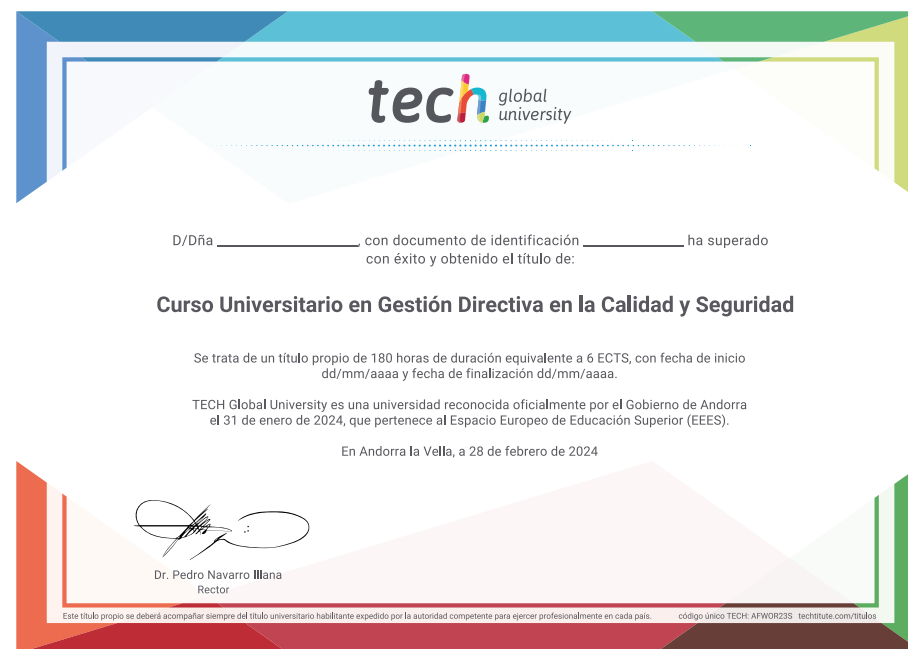 tech global university
D/Dña ______________, con documento de identificación __________ ha superado
con éxito y obtenido el título de:
Curso Universitario en Gestión Directiva en la Calidad y Seguridad
Se trata de un título propio de 180 horas de duración equivalente a 6 ECTS, con fecha de inicio
dd/mm/aaaa y fecha de finalización dd/mm/aaaa.
TECH Global University es una universidad reconocida oficialmente por el Gobierno de Andorra
el 31 de enero de 2024, que pertenece al Espacio Europeo de Educación Superior (EEES).
En Andorra la Vella, a 28 de febrero de 2024
Dr. Pedro Navarro Illana
Rector
Este título propio se deberá acompañar siempre del título universitario habilitante expedido por la autoridad competente para ejercer profesionalmente en cada país. código único TECH: AFWOR23S techtitute.com/titulos